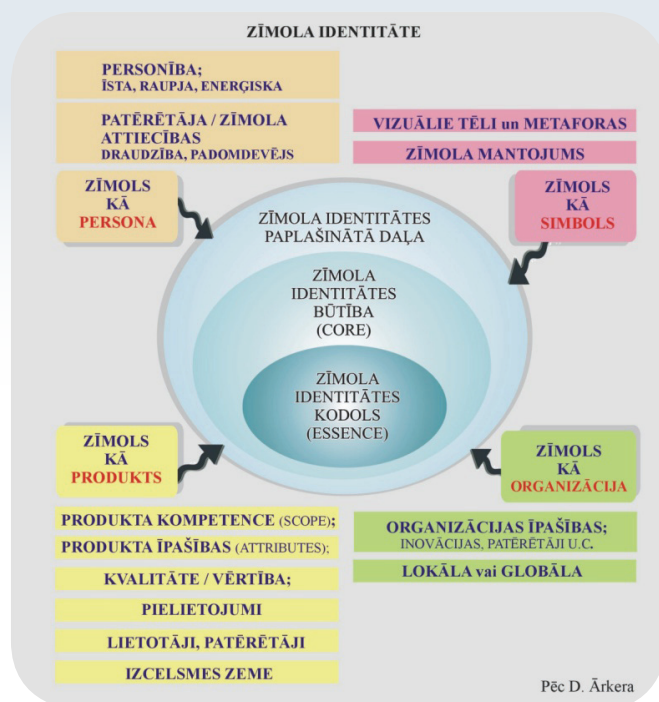 ZĪMOLA IDENTITĀTE
PERSONĪBA;
ĪSTA, RAUPJA, ENERĢISKA
PATĒRĒTĀJA / ZĪMOLA
ATTIECĪBAS
DRAUDZĪBA, PADOMDEVĒJS
VIZUĀLIE TĒLI un METAFORAS
ZĪMOLA MANTOJUMS
ZĪMOLS
KĀ
PERSONA
ZĪMOLS
KĀ
SIMBOLS
ZĪMOLA IDENTITĀTES
PAPLAŠINĀTĀ DAĻA
ZĪMOLA
IDENTITĀTES
BŪTĪBA
(CORE)
ZĪMOLA
IDENTITĀTES
KODOLS
(ESSENCE)
ZĪMOLS
KĀ
PRODUKTS
ZĪMOLS
KĀ
ORGANIZĀCIJA
PRODUKTA KOMPETENCE (SCOPE);
PRODUKTA ĪPAŠĪBAS (ATTRIBUTES);
KVALITĀTE / VĒRTĪBA;
PIELIETOJUMI
LIETOTĀJI, PATĒRĒTĀJI
IZCELSMES ZEME
ORGANIZĀCIJAS ĪPAŠĪBAS;
INOVĀCIJAS, PATĒRĒTĀJI U.C.
LOKĀLA vai GLOBĀLA
Pēc D. Ārkera